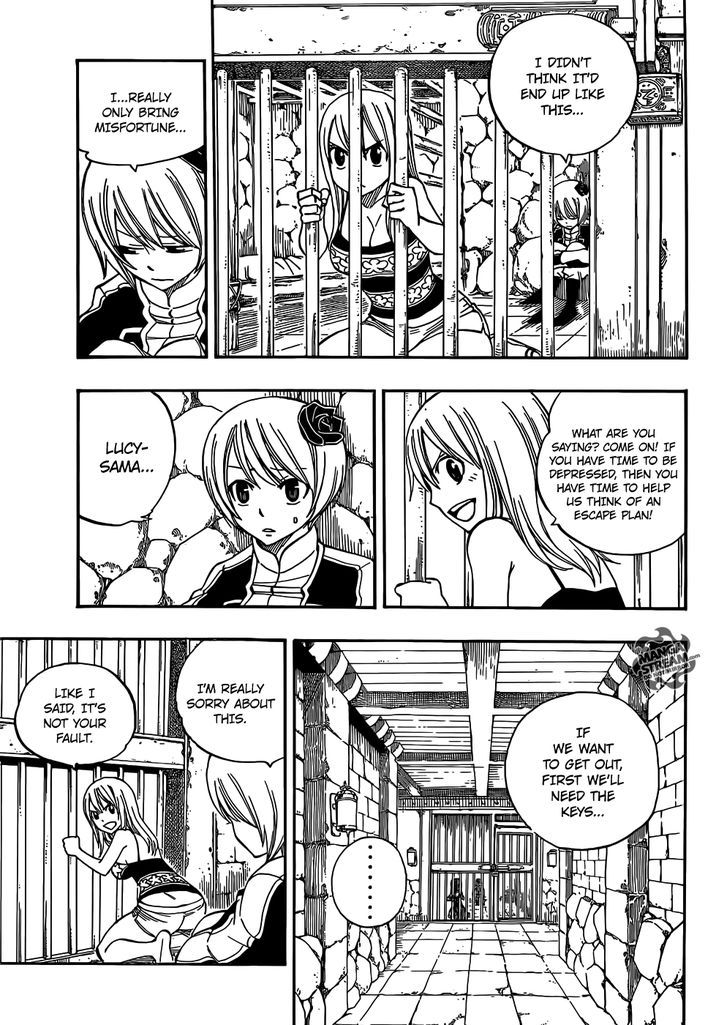 I DIDN'T
THINK IT'D
END UP LIKE
THIS...
I...REALLY
ONLY BRING
MISFORTUNE...
WHAT ARE YOU
SAYING? COME ON! IF
YOU HAVE TIME TO BE
DEPRESSED, THEN YOU
HAVE TIME TO HELP
US THINK OF AN
ESCAPE PLAN!
LUCY-
SAMA...
MANGA
STREAM.com
IF
WE WANT
TO GET OUT,
FIRST WE'LL
NEED THE
KEYS...
........
I'M REALLY
SORRY ABOUT
THIS.
LIKE I
SAID, IT'S
NOT YOUR
FAULT.